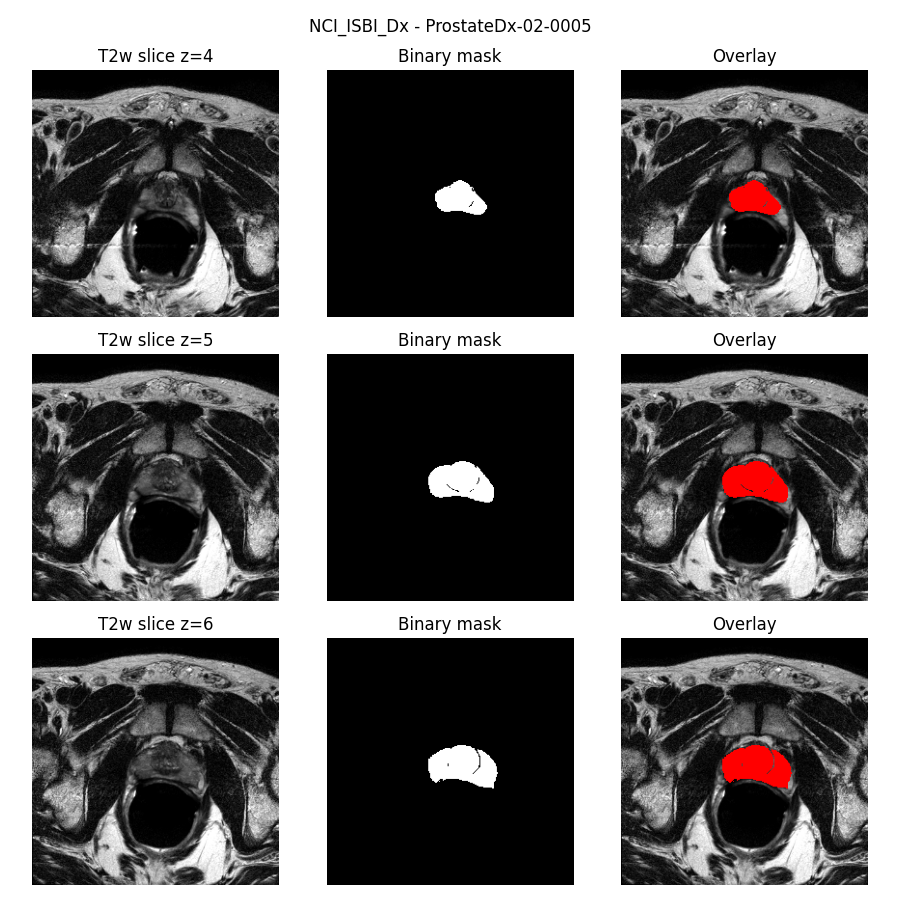 NCI_ISBI_Dx - ProstateDx-02-0005
T2w slice z=4
Binary mask
Overlay
T2w slice z=5
Binary mask
Overlay
T2w slice z=6
Binary mask
Overlay